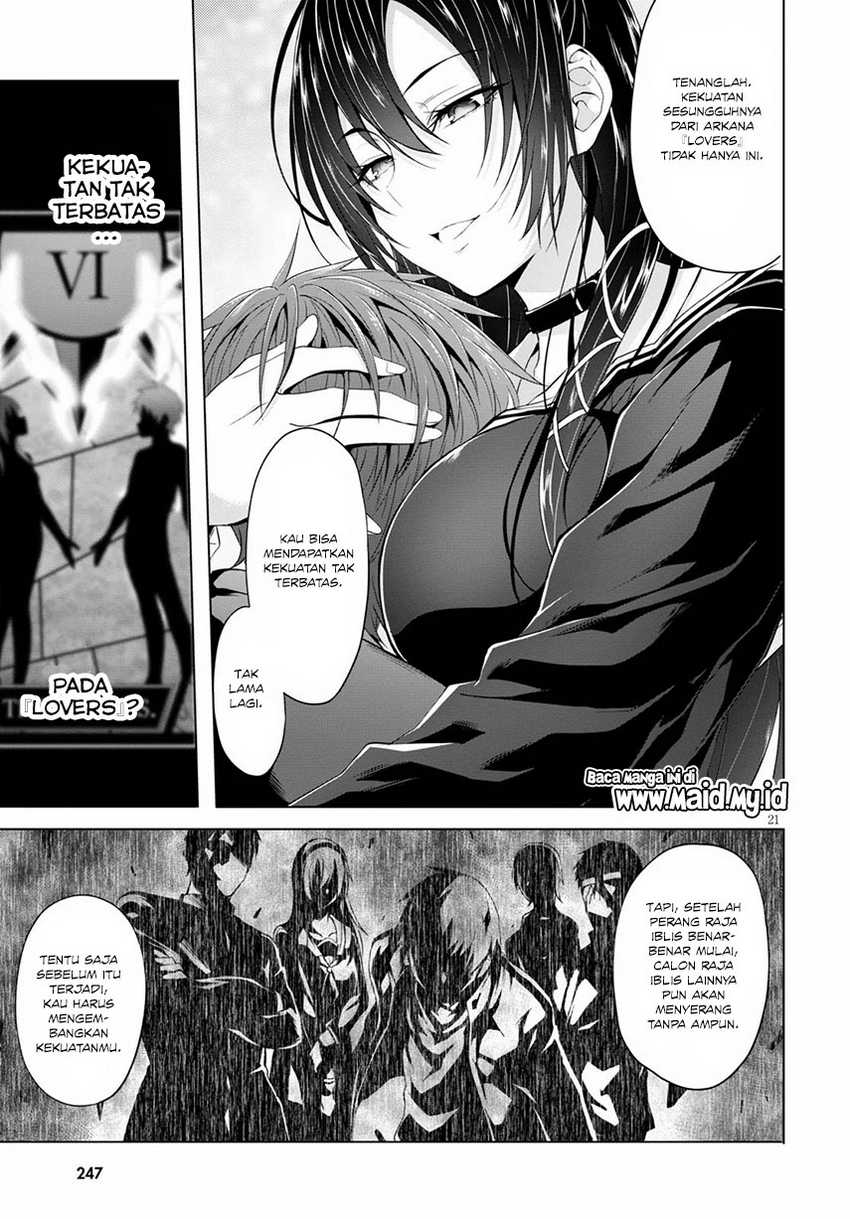 TENANGLAH.
KEKUATAN
SESUNGGUHNYA
DARI ARKANA
『LOVERS』
TIDAK HANYA INI.
KAU BISA
MENDAPATKAN
KEKUATAN TAK
TERBATAS.
TAK
LAMA
LAGI.
KEKUA-
TAN TAK
TERBATAS
...
VI
PADA
『LOVERS』?
Baca manga ini di
www.Maid.my.id
21
TAPI, SETELAH
PERANG RAJA
IBLIS BENAR-
BENAR MULAI,
CALON RAJA
IBLIS LAINNYA
PUN AKAN
MENYERANG
TANPA AMPUN.
TENTU SAJA
SEBELUM ITU
TERJADI,
KAU HARUS
MENGEM-
BANGKAN
KEKUATANMU.
247